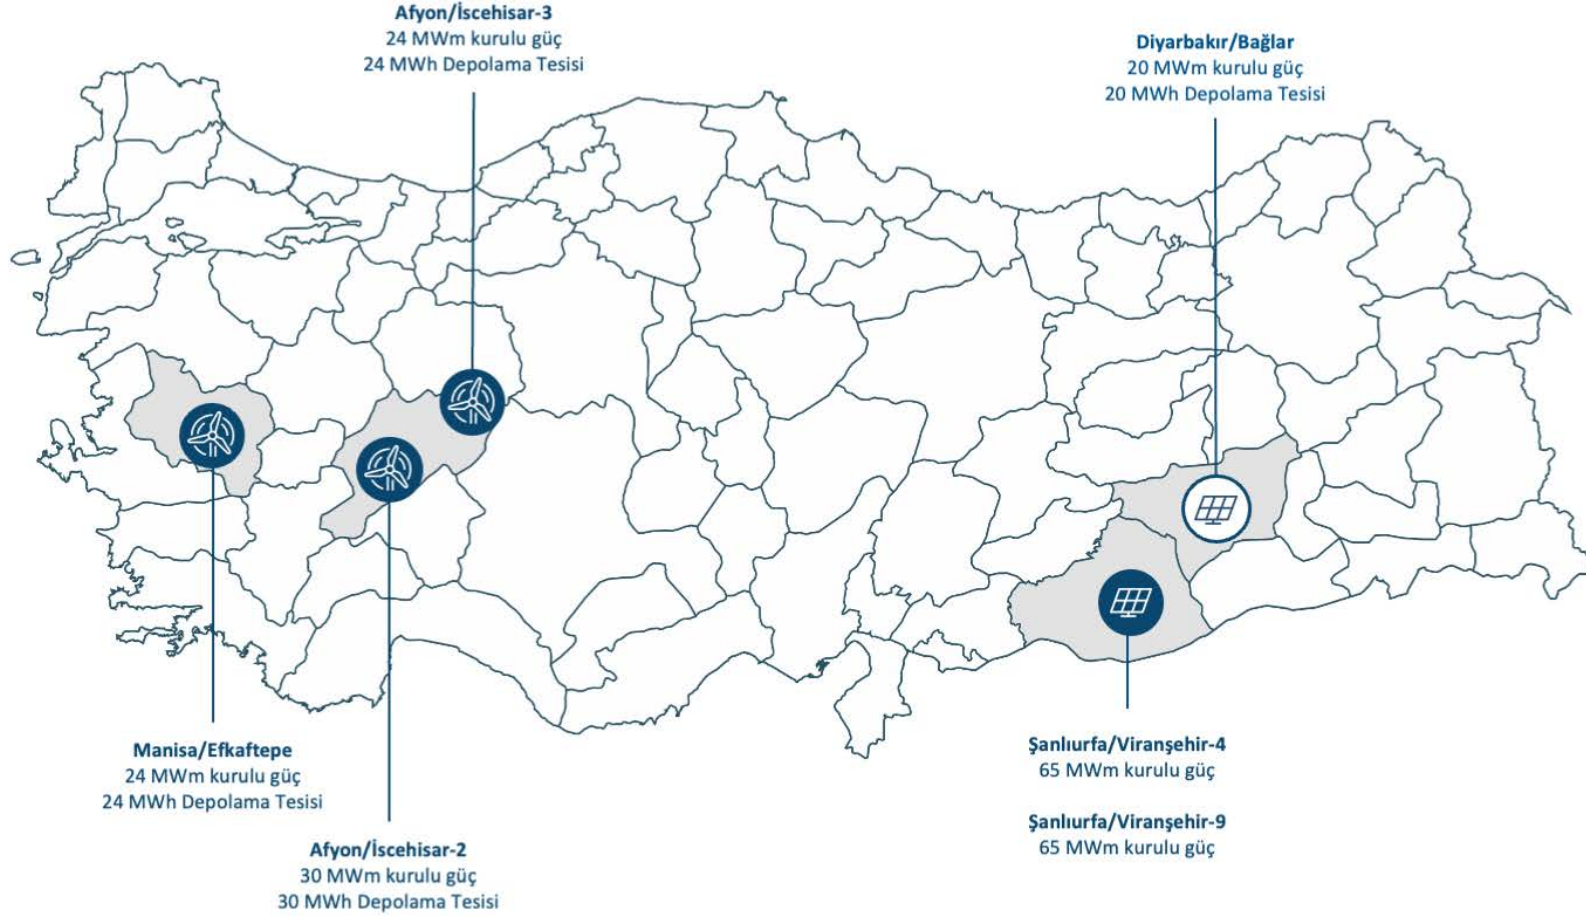 Afyon/İscehisar-3
24 MWm kurulu güç
24 MWh Depolama Tesisi
Diyarbakır/Bağlar
20 MWm kurulu güç
20 MWh Depolama Tesisi
Manisa/Efkaftepe
24 MWm kurulu güç
24 MWh Depolama Tesisi
Afyon/İscehisar-2
30 MWm kurulu güç
30 MWh Depolama Tesisi
Şanlıurfa/Viranşehir-4
65 MWm kurulu güç
Şanlıurfa/Viranşehir-9
65 MWm kurulu güç